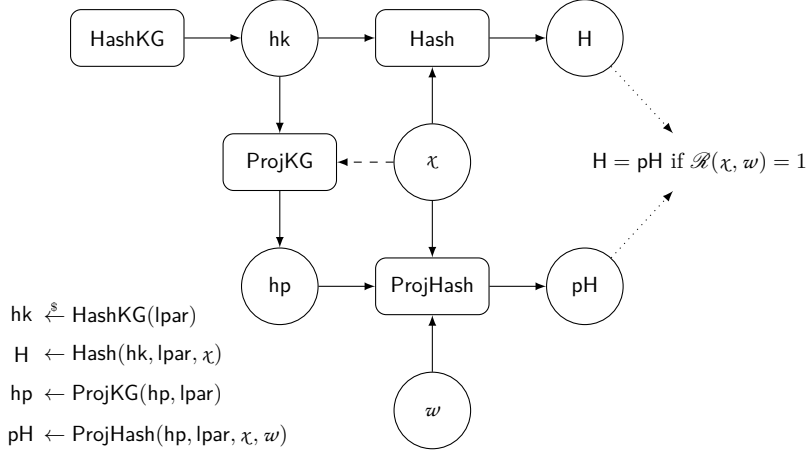 HashKG hk Hash H
ProjKG χ H = pH if ℛ(χ, w) = 1
hp ProjHash pH
hk ←$ HashKG(lpar)
H ← Hash(hk, lpar, χ)
hp ← ProjKG(hp, lpar)
w
pH ← ProjHash(hp, lpar, χ, w)